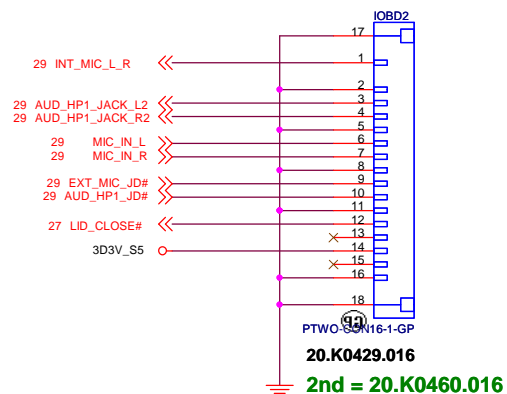 IOBD2
17
29 INT_MIC_L_R 1
2
29 AUD_HP1_JACK_L2 3
29 AUD_HP1_JACK_R2 4
5
29 MIC_IN_L 6
29 MIC_IN_R 7
8
29 EXT_MIC_JD# 9
29 AUD_HP1_JD# 10
11
27 LID_CLOSE# 12
13
3D3V_S5 14
15
16
18
PTWO-CON16-1-GP
20.K0429.016
2nd = 20.K0460.016